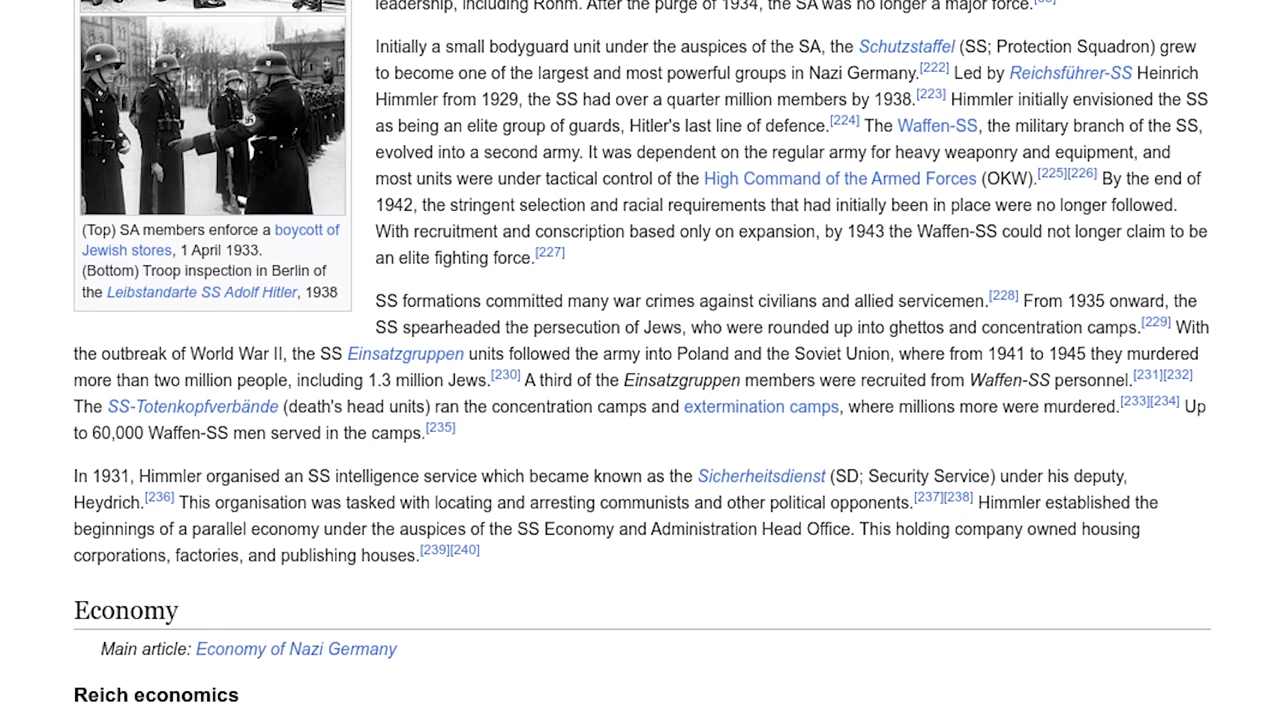 leadership, including Röhm. After the purge of 1934, the SA was no longer a major force.
Initially a small bodyguard unit under the auspices of the SA, the Schutzstaffel (SS; Protection Squadron) grew
to become one of the largest and most powerful groups in Nazi Germany.[222] Led by Reichsführer-SS Heinrich
Himmler from 1929, the SS had over a quarter million members by 1938.[223] Himmler initially envisioned the SS
as being an elite group of guards, Hitler's last line of defence.[224] The Waffen-SS, the military branch of the SS,
evolved into a second army. It was dependent on the regular army for heavy weaponry and equipment, and
most units were under tactical control of the High Command of the Armed Forces (OKW).[225][226] By the end of
1942, the stringent selection and racial requirements that had initially been in place were no longer followed.
With recruitment and conscription based only on expansion, by 1943 the Waffen-SS could not longer claim to be
an elite fighting force.[227]
(Top) SA members enforce a boycott of
Jewish stores, 1 April 1933.
(Bottom) Troop inspection in Berlin of
the Leibstandarte SS Adolf Hitler, 1938
SS formations committed many war crimes against civilians and allied servicemen.[228] From 1935 onward, the
SS spearheaded the persecution of Jews, who were rounded up into ghettos and concentration camps.[229] With
the outbreak of World War II, the SS Einsatzgruppen units followed the army into Poland and the Soviet Union, where from 1941 to 1945 they murdered
more than two million people, including 1.3 million Jews.[230] A third of the Einsatzgruppen members were recruited from Waffen-SS personnel.[231][232]
The SS-Totenkopfverbände (death's head units) ran the concentration camps and extermination camps, where millions more were murdered.[233][234] Up
to 60,000 Waffen-SS men served in the camps.[235]
In 1931, Himmler organised an SS intelligence service which became known as the Sicherheitsdienst (SD; Security Service) under his deputy,
Heydrich.[236] This organisation was tasked with locating and arresting communists and other political opponents.[237][238] Himmler established the
beginnings of a parallel economy under the auspices of the SS Economy and Administration Head Office. This holding company owned housing
corporations, factories, and publishing houses.[239][240]
Economy
Main article: Economy of Nazi Germany
Reich economics